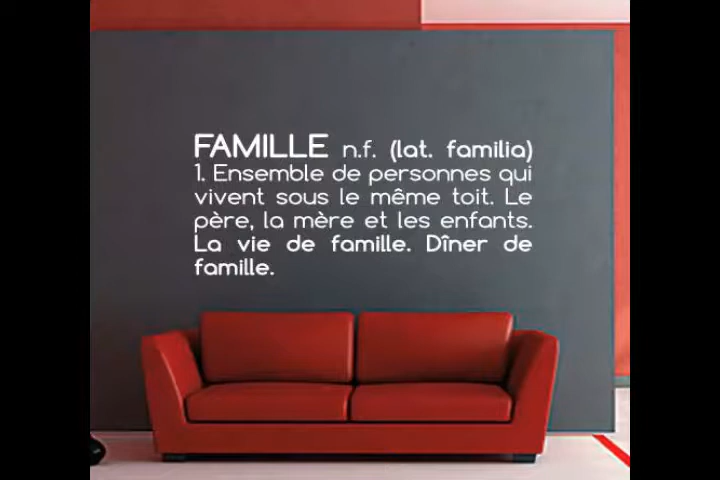 FAMILLE n.f. (lat. familia)
1. Ensemble de personnes qui
vivent sous le même toit. Le
père, la mère et les enfants.
La vie de famille. Dîner de
famille.